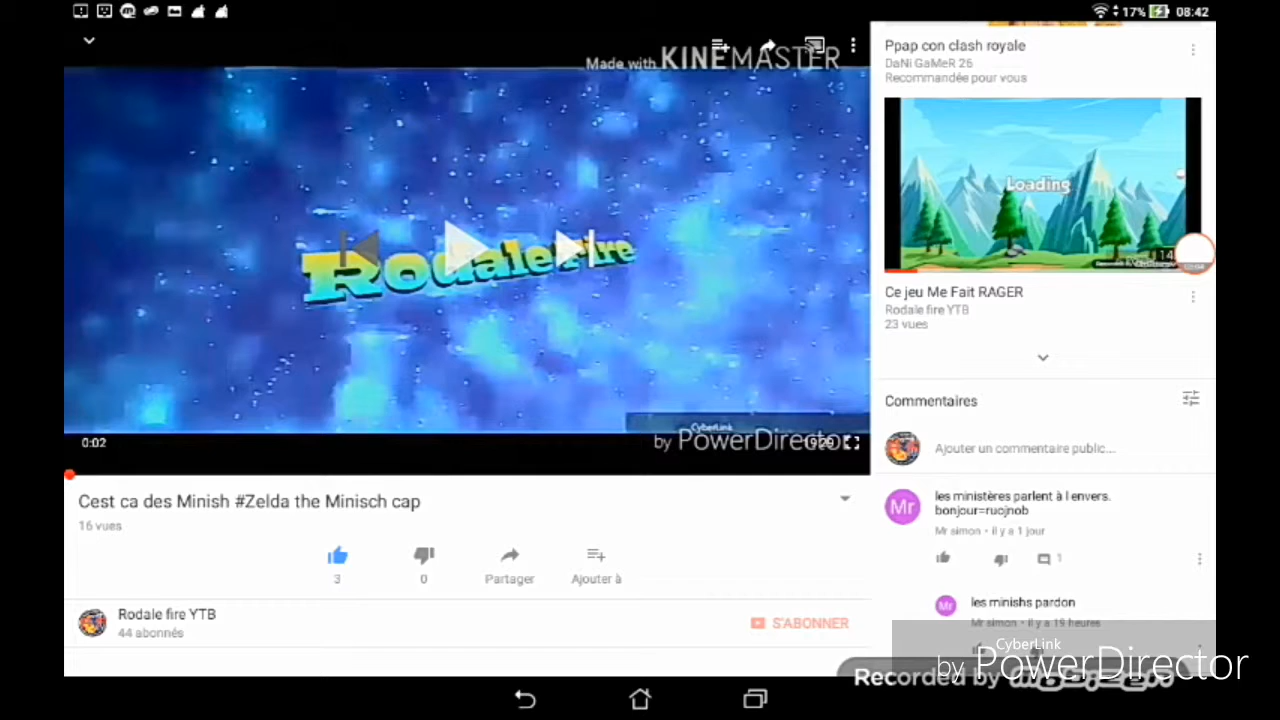 17% 08:42
Made with KINEMASTER
Rodale Fire
by CyberLink PowerDirector
0:02
Cest ca des Minish #Zelda the Minisch cap
16 vues
3
0
Partager
Ajouter à
Rodale fire YTB
44 abonnés
S'ABONNER
Ppap con clash royale
DaNi GaMeR 26
Recommandée pour vous
Loading
Ce jeu Me Fait RAGER
Rodale fire YTB
23 vues
Commentaires
Ajouter un commentaire public...
Mr
les ministères parlent à l envers.
bonjour=ruojnob
Mr simon • il y a 1 jour
1
Mr
les minishs pardon
Mr simon • il y a 19 heures
CyberLink
by PowerDirector
Recorded by